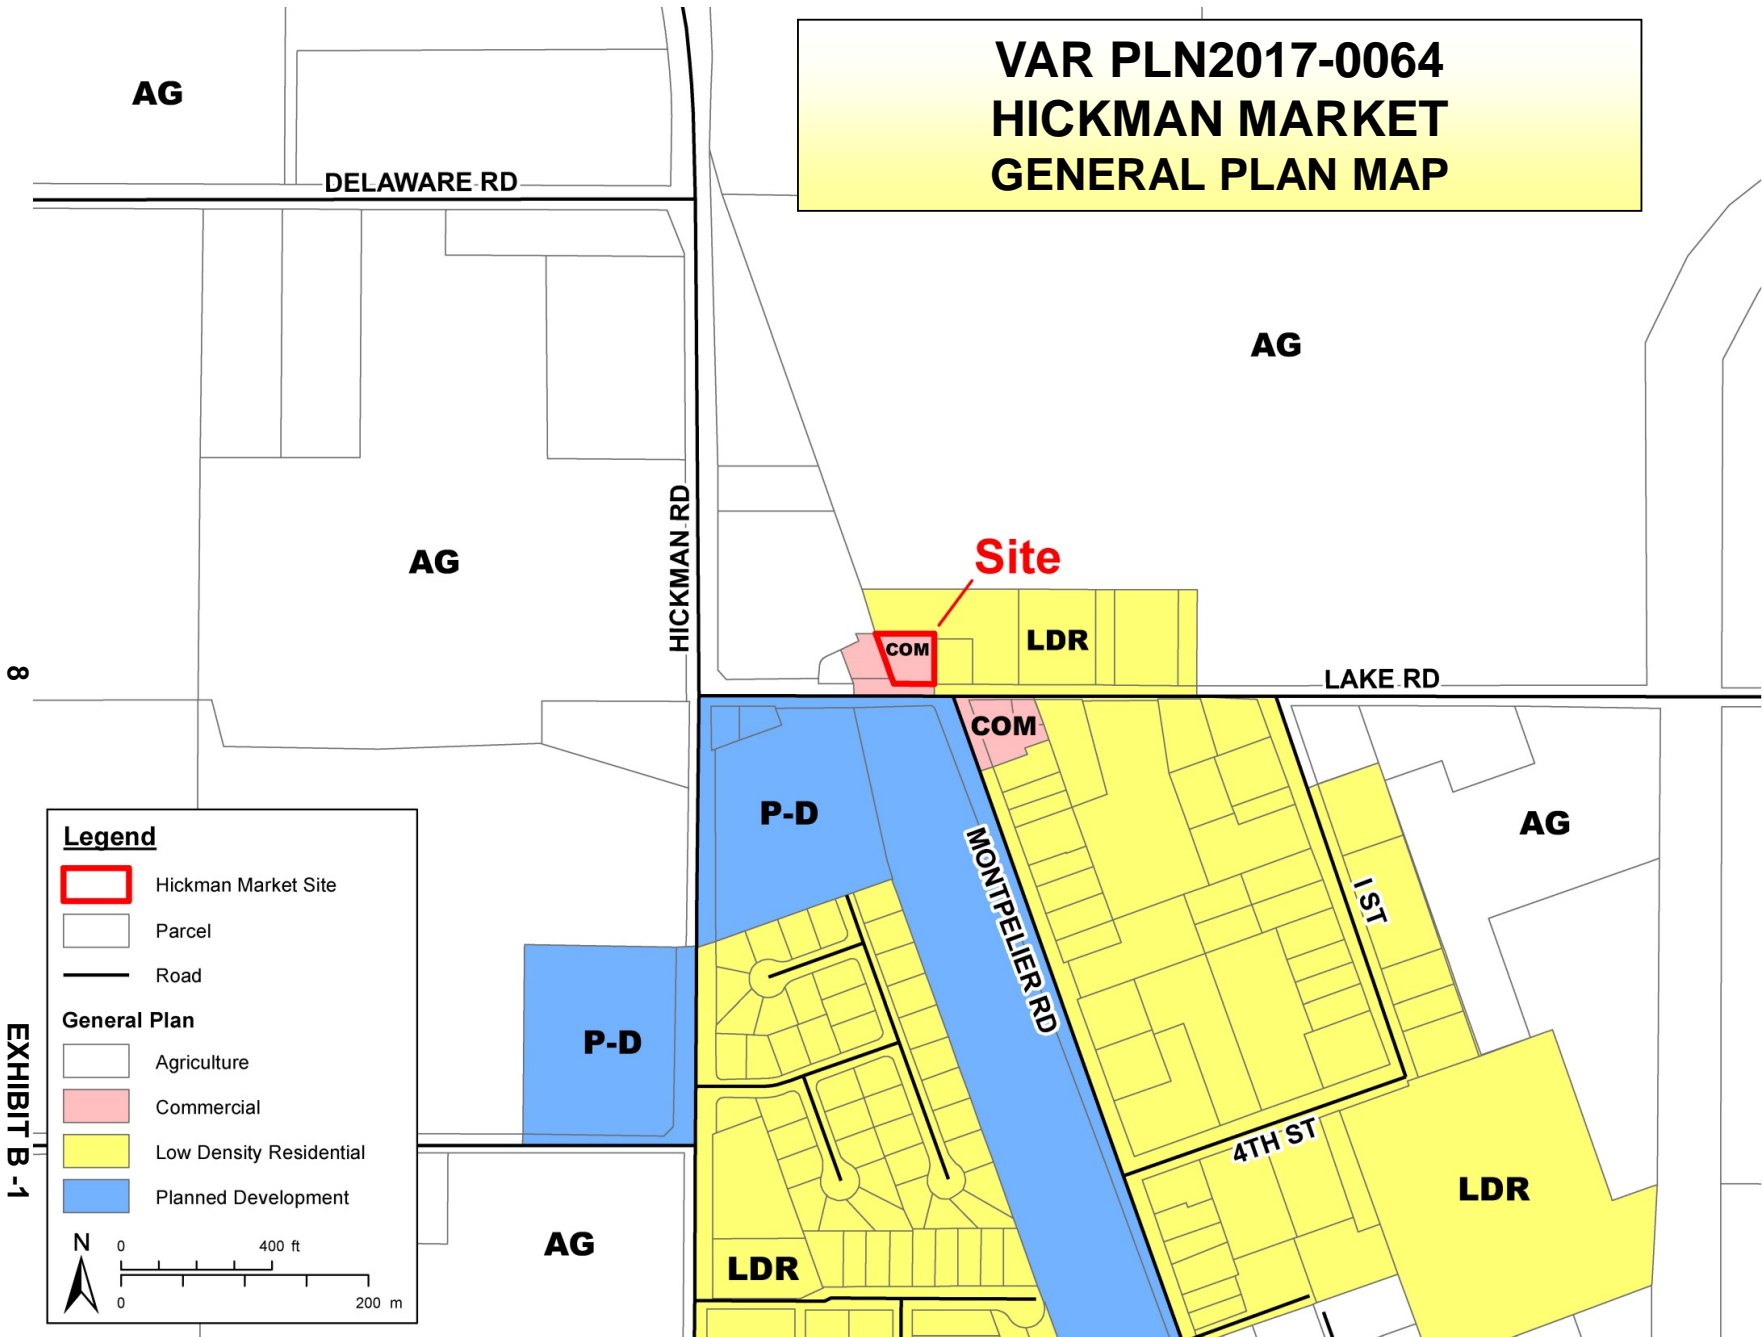 VAR PLN2017-0064
HICKMAN MARKET
GENERAL PLAN MAP
AG
DELAWARE RD
AG
HICKMAN RD
AG
Site
COM
LDR
LAKE RD
COM
P-D
MONTPELIER RD
I ST
AG
P-D
4TH ST
LDR
AG
LDR
Legend
Hickman Market Site
Parcel
Road
General Plan
Agriculture
Commercial
Low Density Residential
Planned Development
N
0 400 ft
0 200 m
8
EXHIBIT B -1